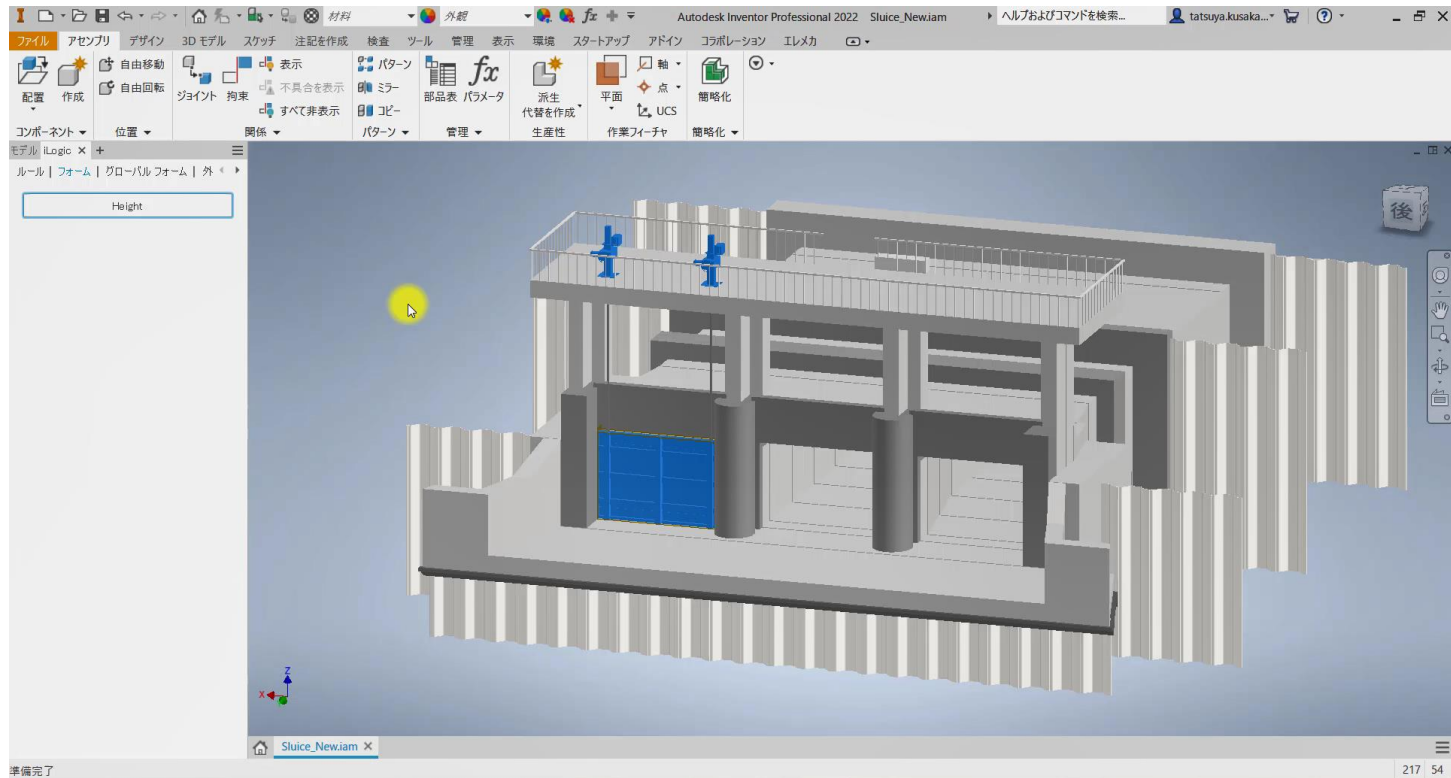 材料
外観
fx
Autodesk Inventor Professional 2022 Sluice_New.iam
ヘルプおよびコマンドを検索...
tatsuya.kusaka...
ファイル アセンブリ デザイン 3D モデル スケッチ 注記を作成 検査 ツール 管理 表示 環境 スタートアップ アドイン コラボレーション エレメカ
配置
作成
自由移動
自由回転
ジョイント
拘束
表示
不具合を表示
すべて非表示
パターン
ミラー
コピー
部品表
fx
パラメータ
派生
代替を作成
平面
軸
点
UCS
簡略化
コンポーネント 位置 関係 パターン 管理 生産性 作業フィーチャ 簡略化
モデル iLogic × +
ルール | フォーム | グローバル フォーム | 外
Height
後
Z
X
Sluice_New.iam ×
準備完了
217 54